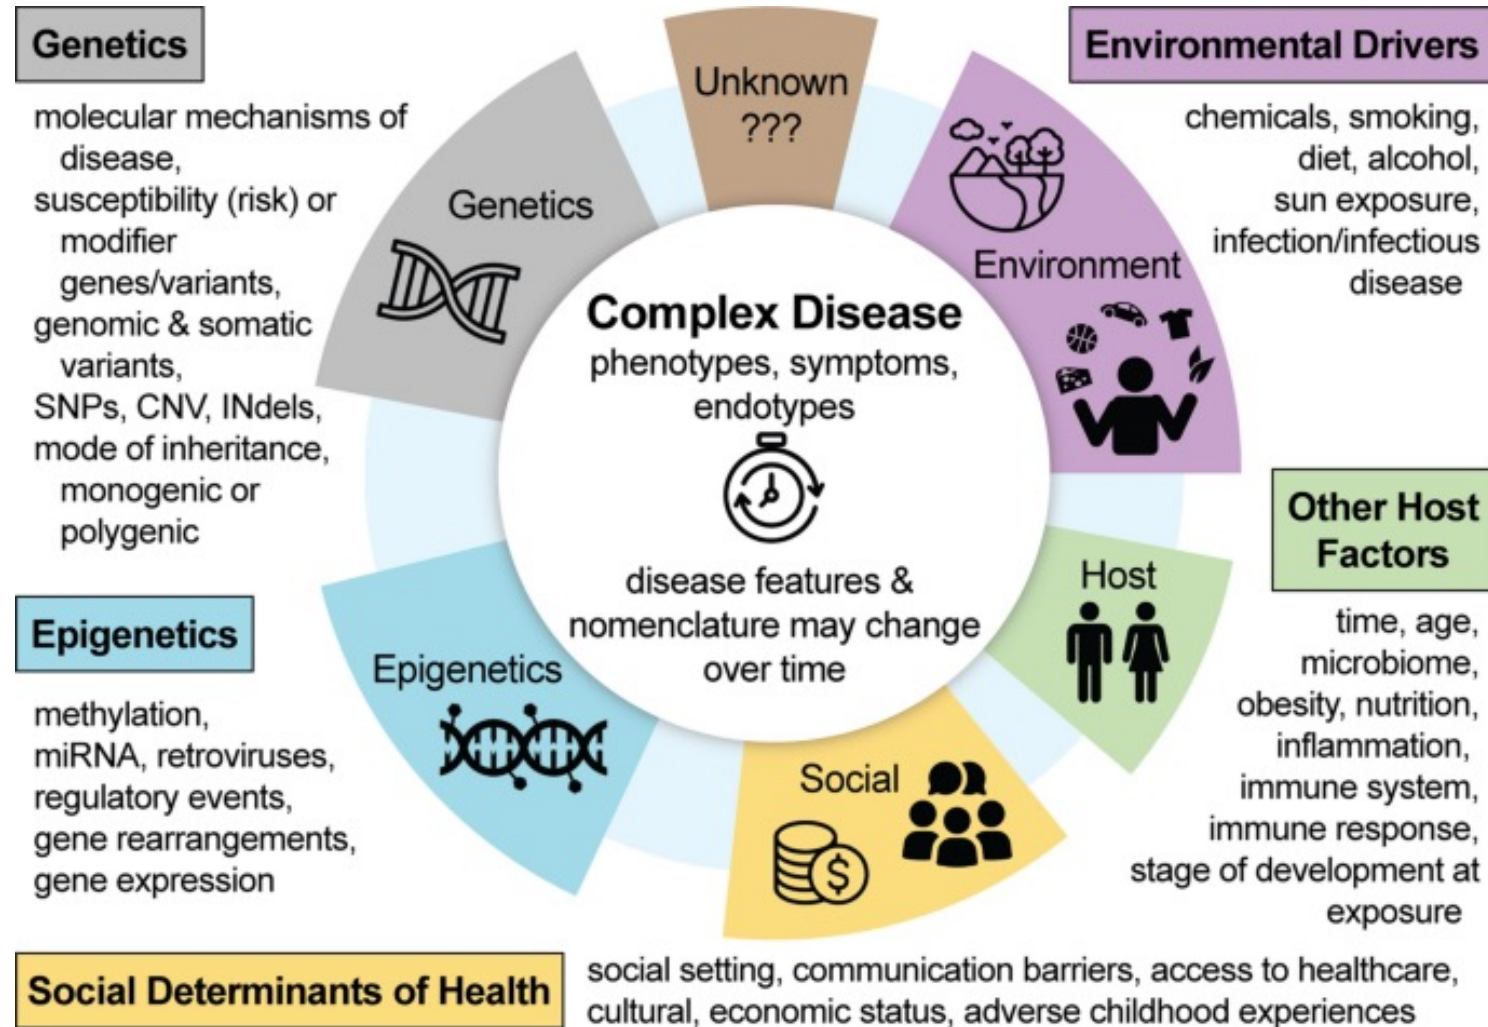 Genetics
molecular mechanisms of
disease,
susceptibility (risk) or
modifier
genes/variants,
genomic & somatic
variants,
SNPs, CNV, INdels,
mode of inheritance,
monogenic or
polygenic
Epigenetics
methylation,
miRNA, retroviruses,
regulatory events,
gene rearrangements,
gene expression
Unknown
???
Genetics
Environment
Complex Disease
phenotypes, symptoms,
endotypes
disease features &
nomenclature may change
over time
Host
Epigenetics
Social
$
Environmental Drivers
chemicals, smoking,
diet, alcohol,
sun exposure,
infection/infectious
disease
Other Host
Factors
time, age,
microbiome,
obesity, nutrition,
inflammation,
immune system,
immune response,
stage of development at
exposure
Social Determinants of Health
social setting, communication barriers, access to healthcare,
cultural, economic status, adverse childhood experiences